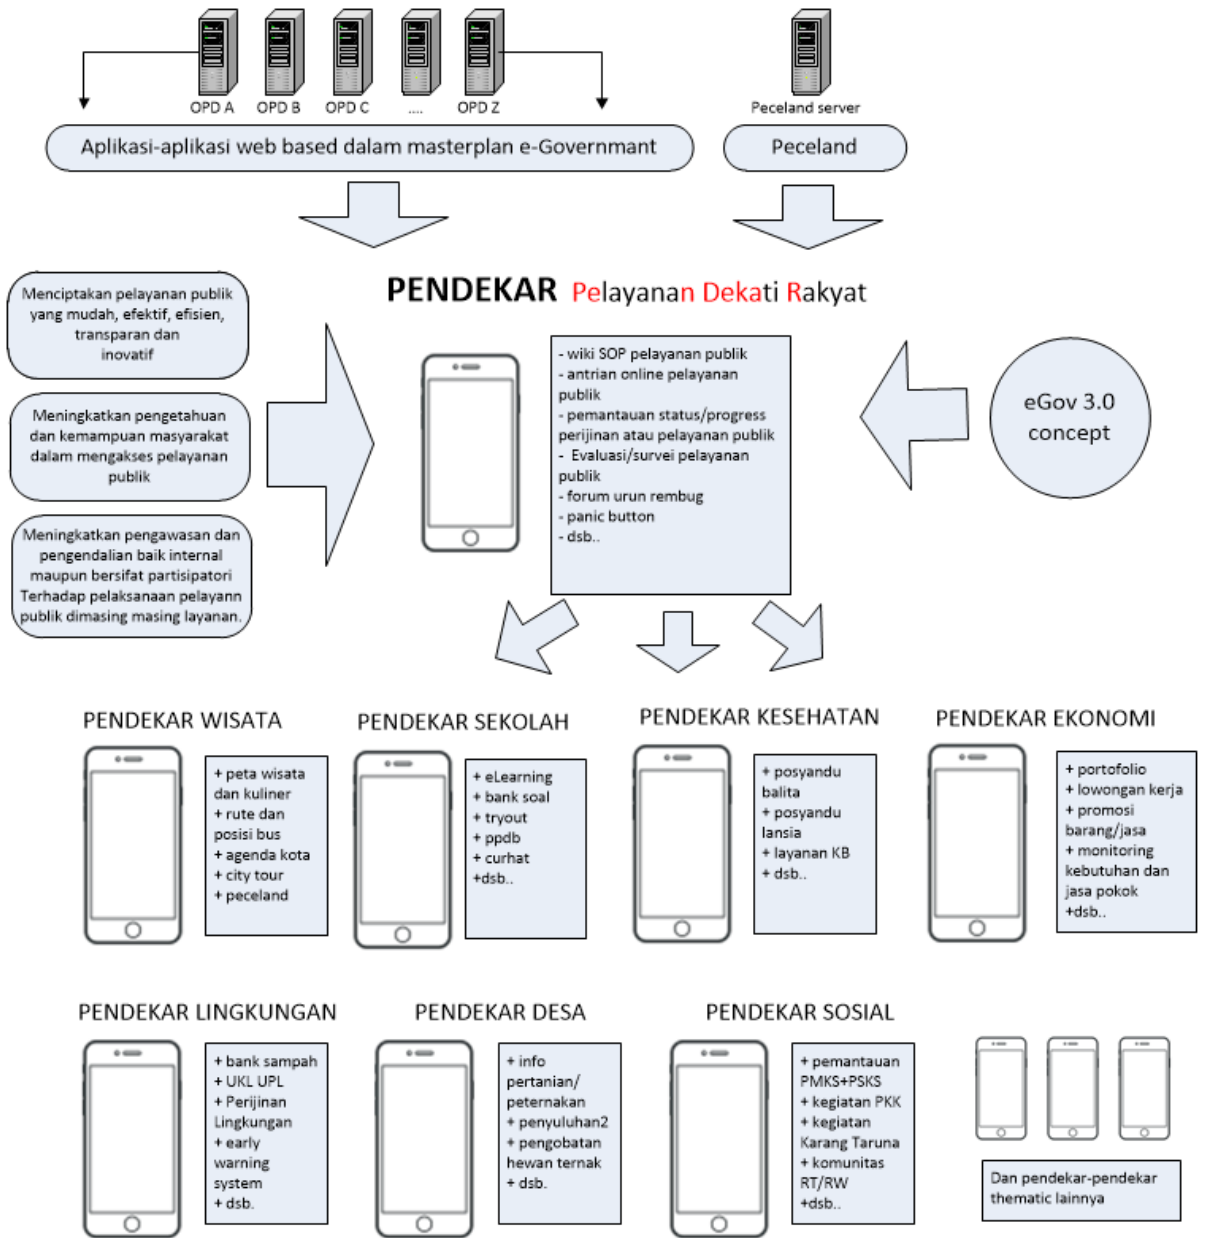 OPD A
OPD B
OPD C
....
OPD Z
Peceland server
Aplikasi-aplikasi web based dalam masterplan e-Governmant
Peceland
PENDEKAR Pelayanan Dekati Rakyat
Menciptakan pelayanan publik
yang mudah, efektif, efisien,
transparan dan
inovatif
Meningkatkan pengetahuan
dan kemampuan masyarakat
dalam mengakses pelayanan
publik
Meningkatkan pengawasan dan
pengendalian baik internal
maupun bersifat partisipatori
Terhadap pelaksanaan pelayann
publik dimasing masing layanan.
- wiki SOP pelayanan publik
- antrian online pelayanan
publik
- pemantauan status/progress
perijinan atau pelayanan publik
- Evaluasi/survei pelayanan
publik
- forum urun rembug
- panic button
- dsb..
eGov 3.0
concept
PENDEKAR WISATA
+ peta wisata
dan kuliner
+ rute dan
posisi bus
+ agenda kota
+ city tour
+ peceland
PENDEKAR SEKOLAH
+ eLearning
+ bank soal
+ tryout
+ ppdb
+ curhat
+dsb..
PENDEKAR KESEHATAN
+ posyandu
balita
+ posyandu
lansia
+ layanan KB
+ dsb..
PENDEKAR EKONOMI
+ portofolio
+ lowongan kerja
+ promosi
barang/jasa
+ monitoring
kebutuhan dan
jasa pokok
+dsb..
PENDEKAR LINGKUNGAN
+ bank sampah
+ UKL UPL
+ Perijinan
Lingkungan
+ early
warning
system
+ dsb.
PENDEKAR DESA
+ info
pertanian/
peternakan
+ penyuluhan2
+ pengobatan
hewan ternak
+ dsb.
PENDEKAR SOSIAL
+ pemantauan
PMKS+PSKS
+ kegiatan PKK
+ kegiatan
Karang Taruna
+ komunitas
RT/RW
+dsb..
Dan pendekar-pendekar
thematic lainnya